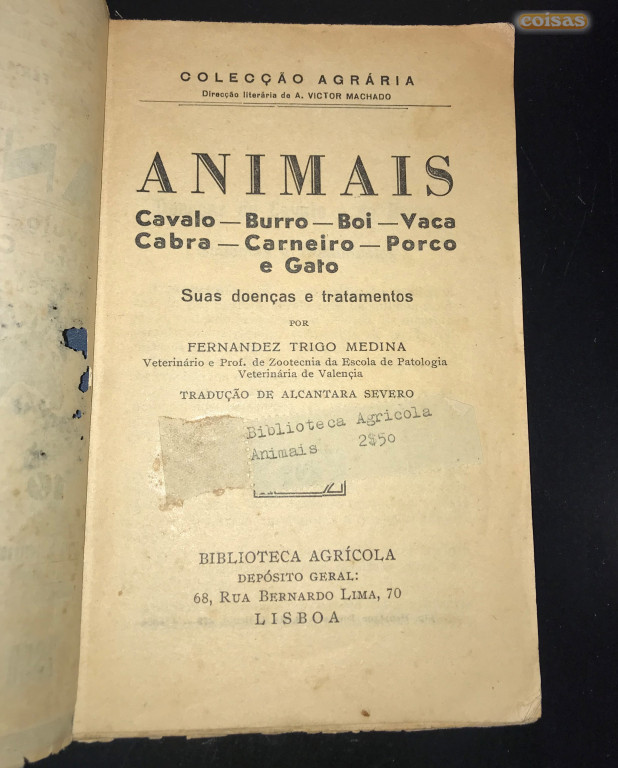 coisas
COLECÇÃO AGRÁRIA
Direcção literária de A. VICTOR MACHADO
ANIMAIS
Cavalo — Burro — Boi — Vaca
Cabra — Carneiro — Porco
e Gato
Suas doenças e tratamentos
POR
FERNANDEZ TRIGO MEDINA
Veterinário e Prof. de Zootecnia da Escola de Patologia
Veterinária de Valençia
TRADUÇÃO DE ALCANTARA SEVERO
Biblioteca Agricola
Animais 2$50
BIBLIOTECA AGRÍCOLA
DEPÓSITO GERAL:
68, RUA BERNARDO LIMA, 70
LISBOA